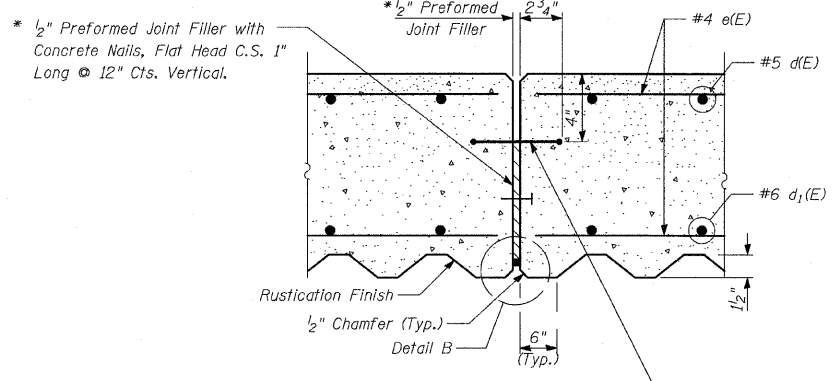 * 1/2" Preformed Joint Filler with
Concrete Nails, Flat Head C.S. 1"
Long @ 12" Cts. Vertical.
* 1/2" Preformed
Joint Filler
2 3/4"
#4 e(E)
#5 d(E)
4"
#6 d1(E)
1 1/2"
Rustication Finish
1/2" Chamfer (Typ.)
Detail B
6"
(Typ.)